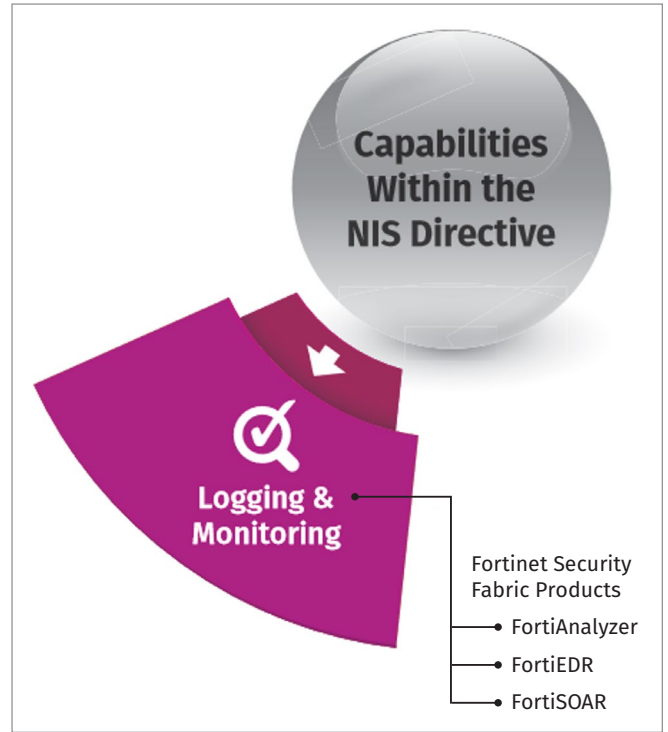 Capabilities
Within the
NIS Directive
Logging &
Monitoring
Fortinet Security
Fabric Products
FortiAnalyzer
FortiEDR
FortiSOAR